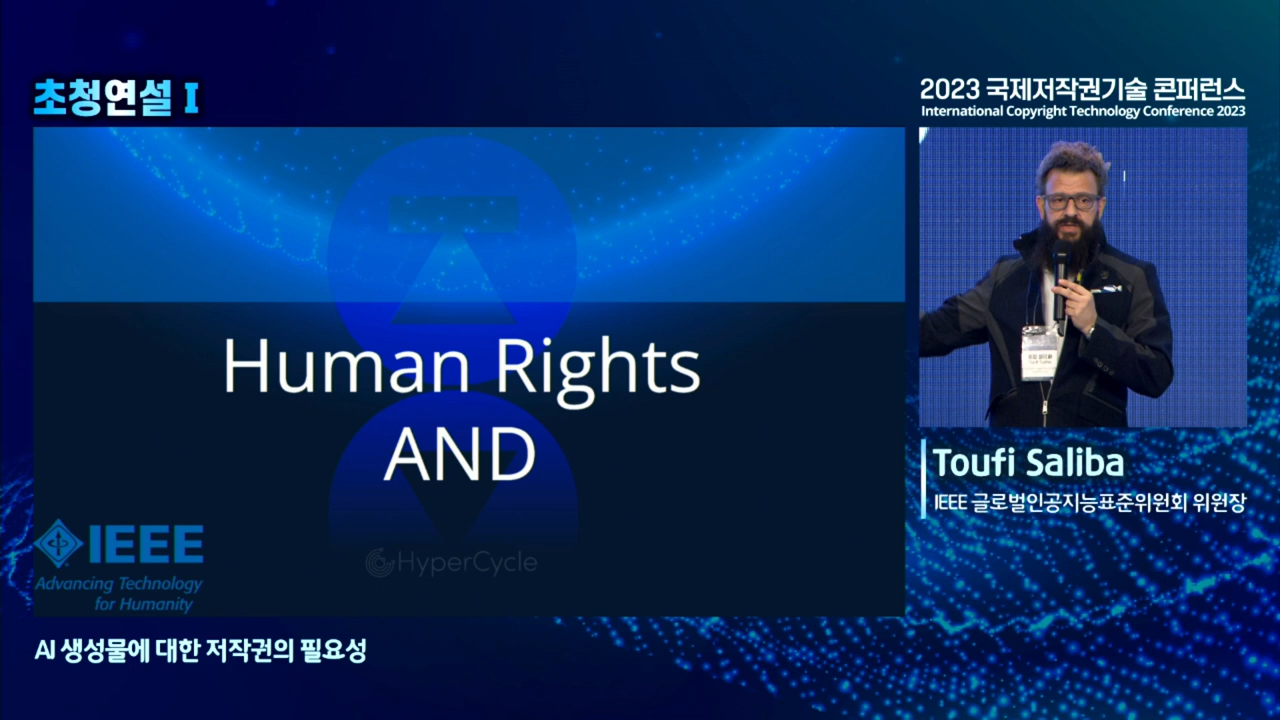 초청연설 I
2023 국제저작권기술 콘퍼런스
International Copyright Technology Conference 2023
Human Rights
AND
IEEE
Advancing Technology
for Humanity
HyperCycle
Toufi Saliba
IEEE 글로벌인공지능표준위원회 위원장
AI 생성물에 대한 저작권의 필요성